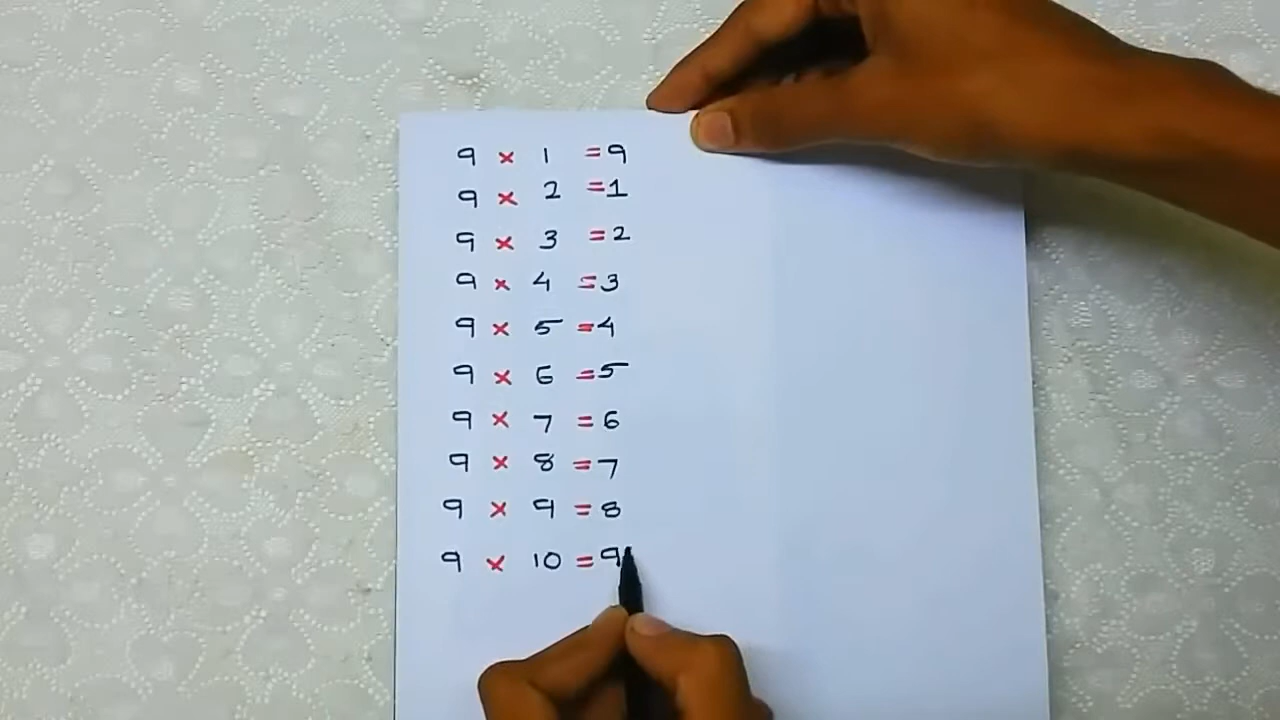 9 × 1 = 9
9 × 2 = 1
9 × 3 = 2
9 × 4 = 3
9 × 5 = 4
9 × 6 = 5
9 × 7 = 6
9 × 8 = 7
9 × 9 = 8
9 × 10 = 9